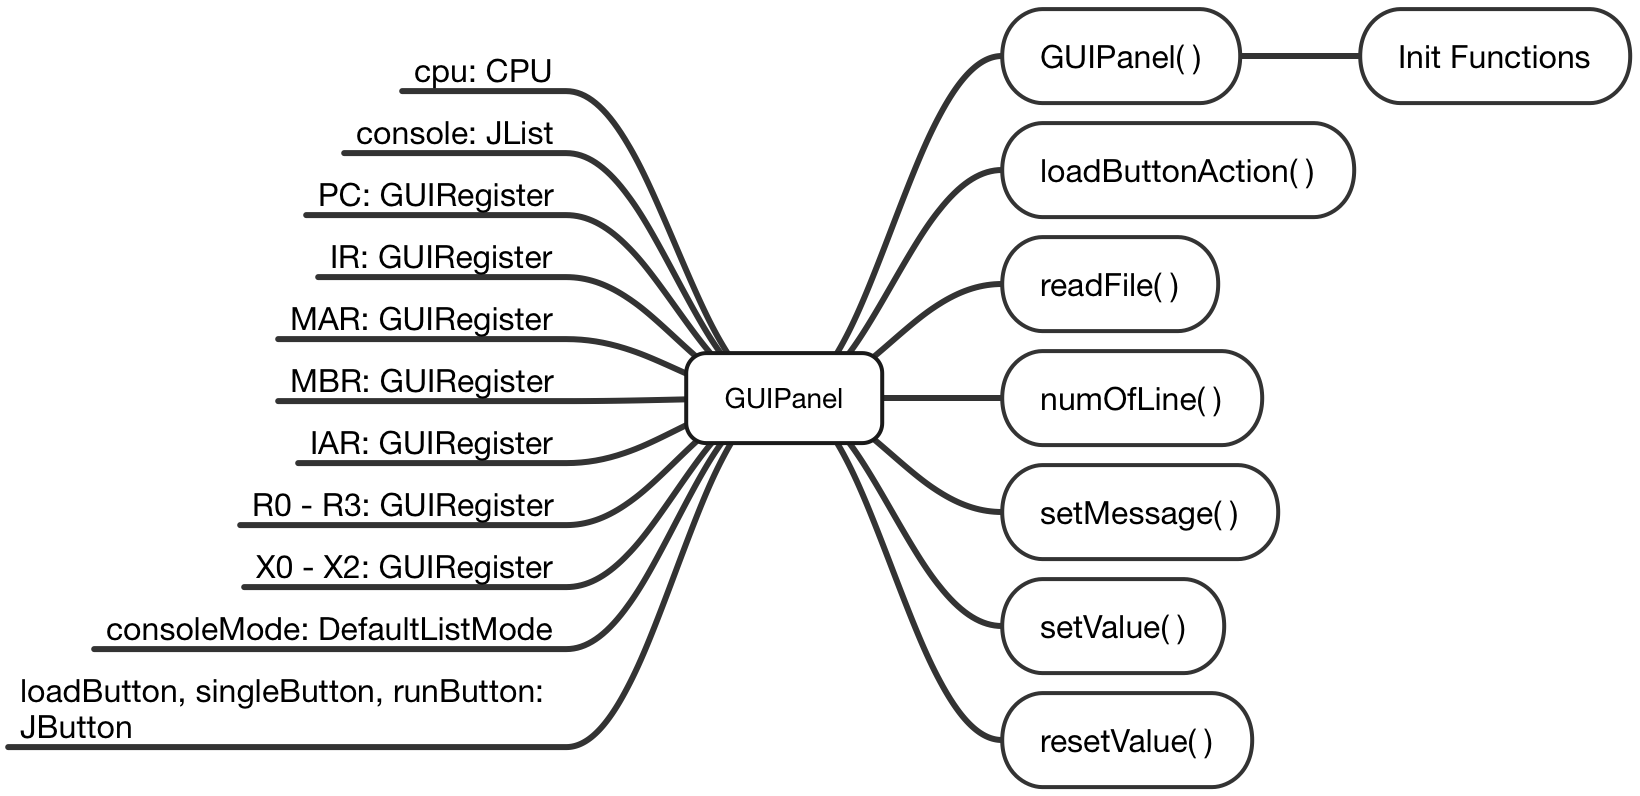 cpu: CPU
console: JList
PC: GUIRegister
IR: GUIRegister
MAR: GUIRegister
MBR: GUIRegister
IAR: GUIRegister
R0 - R3: GUIRegister
X0 - X2: GUIRegister
consoleMode: DefaultListMode
loadButton, singleButton, runButton:
JButton
GUIPanel
GUIPanel( )
Init Functions
loadButtonAction( )
readFile( )
numOfLine( )
setMessage( )
setValue( )
resetValue( )